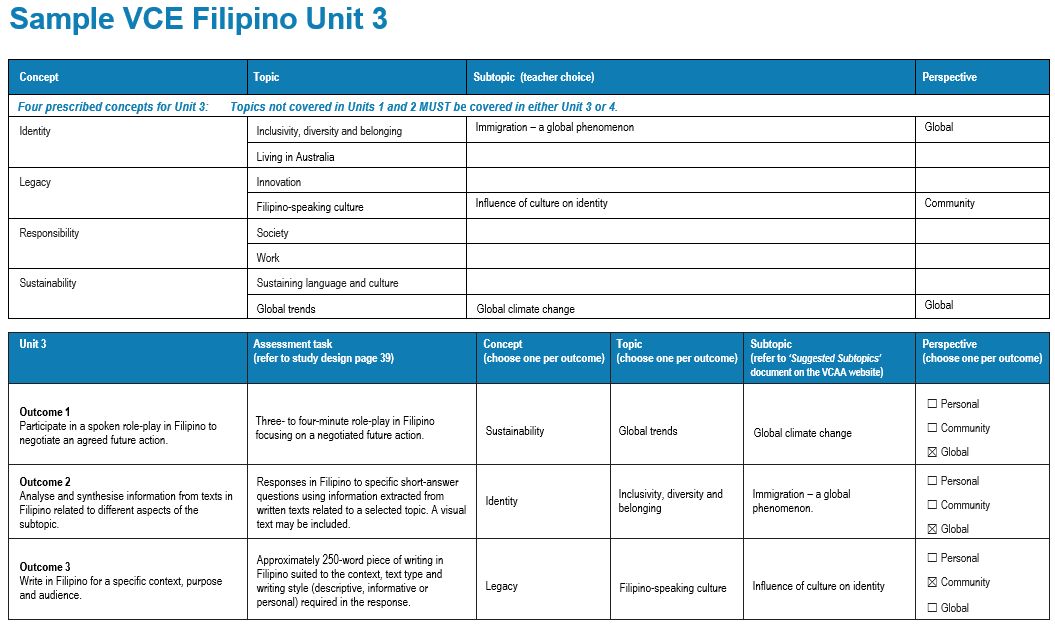 Sample VCE Filipino Unit 3
Concept Topic Subtopic (teacher choice) Perspective
Four prescribed concepts for Unit 3: Topics not covered in Units 1 and 2 MUST be covered in either Unit 3 or 4.
Identity Inclusivity, diversity and belonging Immigration – a global phenomenon Global
Living in Australia
Legacy Innovation
Filipino-speaking culture Influence of culture on identity Community
Responsibility Society
Work
Sustainability Sustaining language and culture
Global trends Global climate change Global
Unit 3
Assessment task
(refer to study design page 39)
Concept
(choose one per outcome)
Topic
(choose one per outcome)
Subtopic
(refer to ‘Suggested Subtopics’
document on the VCAA website)
Perspective
(choose one per outcome)
Outcome 1
Participate in a spoken role-play in Filipino to
negotiate an agreed future action.
Three- to four-minute role-play in Filipino
focusing on a negotiated future action.
Sustainability
Global trends
Global climate change
☐ Personal
☐ Community
☒ Global
Outcome 2
Analyse and synthesise information from texts in
Filipino related to different aspects of the
subtopic.
Responses in Filipino to specific short-answer
questions using information extracted from
written texts related to a selected topic. A visual
text may be included.
Identity
Inclusivity, diversity and
belonging
Immigration – a global
phenomenon.
☐ Personal
☐ Community
☒ Global
Outcome 3
Write in Filipino for a specific context, purpose
and audience.
Approximately 250-word piece of writing in
Filipino suited to the context, text type and
writing style (descriptive, informative or
personal) required in the response.
Legacy
Filipino-speaking culture
Influence of culture on identity
☐ Personal
☒ Community
☐ Global